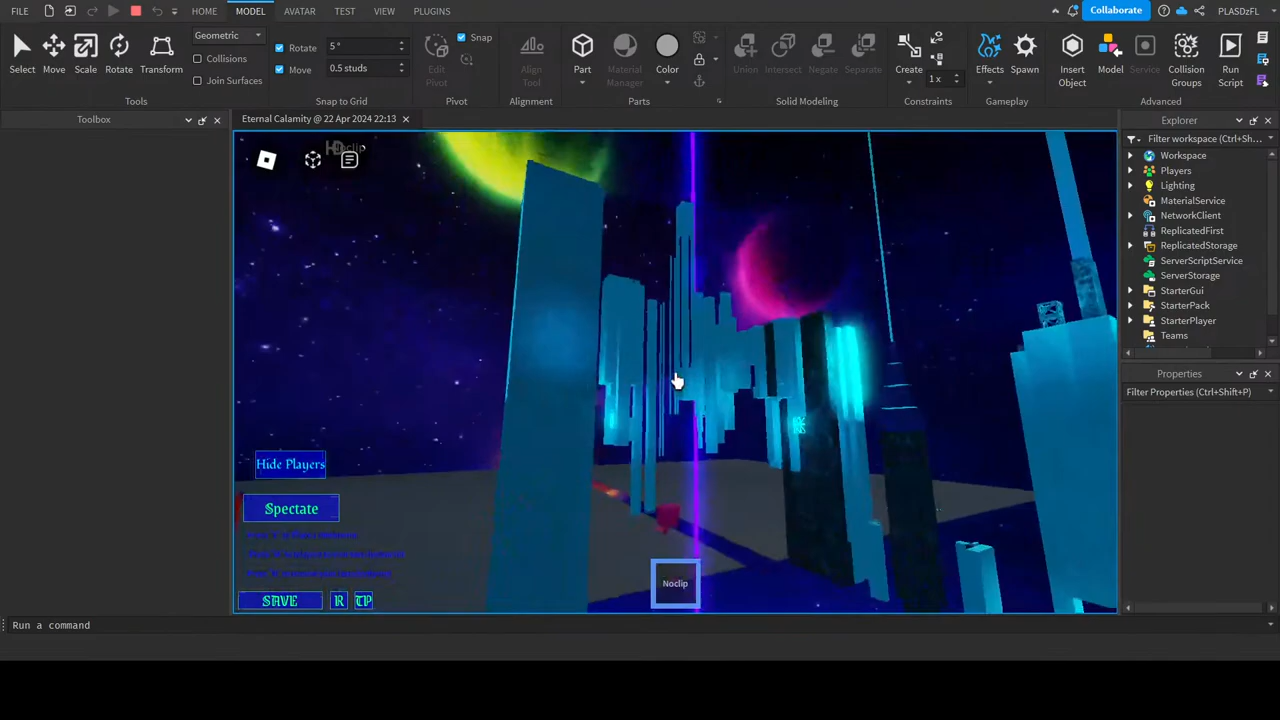 FILE HOME MODEL AVATAR TEST VIEW PLUGINS Collaborate PLASDzFL
Select Move Scale Rotate Transform
Geometric
Collisions
Join Surfaces
Tools
Rotate 5 °
Move 0.5 studs
Snap to Grid
Edit Pivot
Snap
Pivot
Align Tool
Alignment
Part Material Manager Color
Parts
Union Intersect Negate Separate
Solid Modeling
Create
1 x
Constraints
Effects Spawn
Gameplay
Insert Object Model Service Collision Groups Run Script
Advanced
Toolbox
Eternal Calamity @ 22 Apr 2024 22:13
Hide Players
Spectate
SAVE R TP
Noclip
Explorer
Filter workspace (Ctrl+Sh...
Workspace
Players
Lighting
MaterialService
NetworkClient
ReplicatedFirst
ReplicatedStorage
ServerScriptService
ServerStorage
StarterGui
StarterPack
StarterPlayer
Teams
Properties
Filter Properties (Ctrl+Shift+P)
Run a command